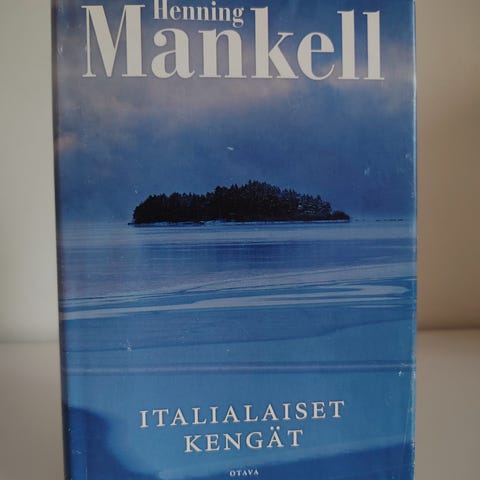 Henning
Mankell
ITALIALAISET
KENGÄT
OTAVA